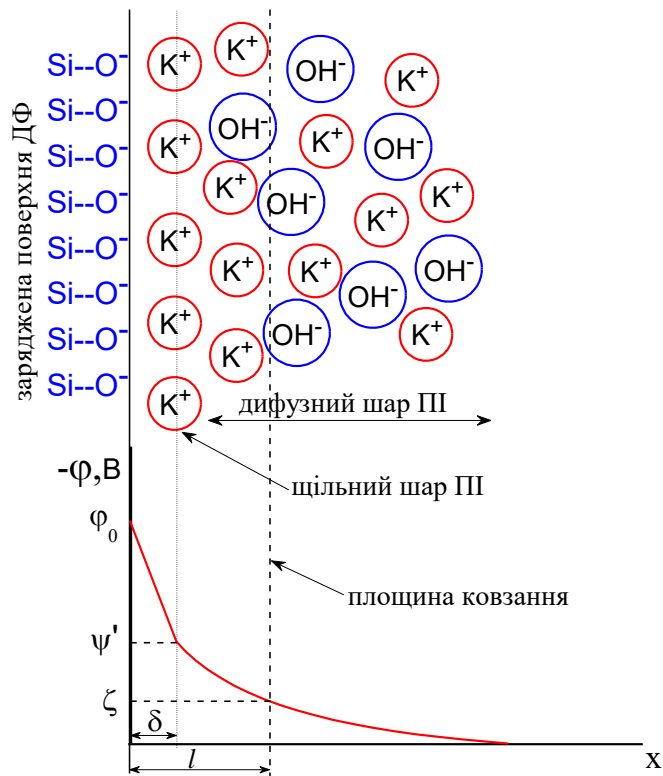 заряджена поверхня ДФ
Si--O⁻ K⁺ K⁺ OH⁻ K⁺
Si--O⁻ OH⁻
Si--O⁻ K⁺ K⁺ OH⁻
Si--O⁻ K⁺ OH⁻ K⁺
Si--O⁻ K⁺ K⁺
Si--O⁻ K⁺ K⁺ OH⁻
Si--O⁻ K⁺ OH⁻ OH⁻ K⁺
Si--O⁻ K⁺
K⁺ дифузний шар ПІ
-φ,В
щільний шар ПІ
φ₀
площина ковзання
ψ'
ζ
δ
l
x